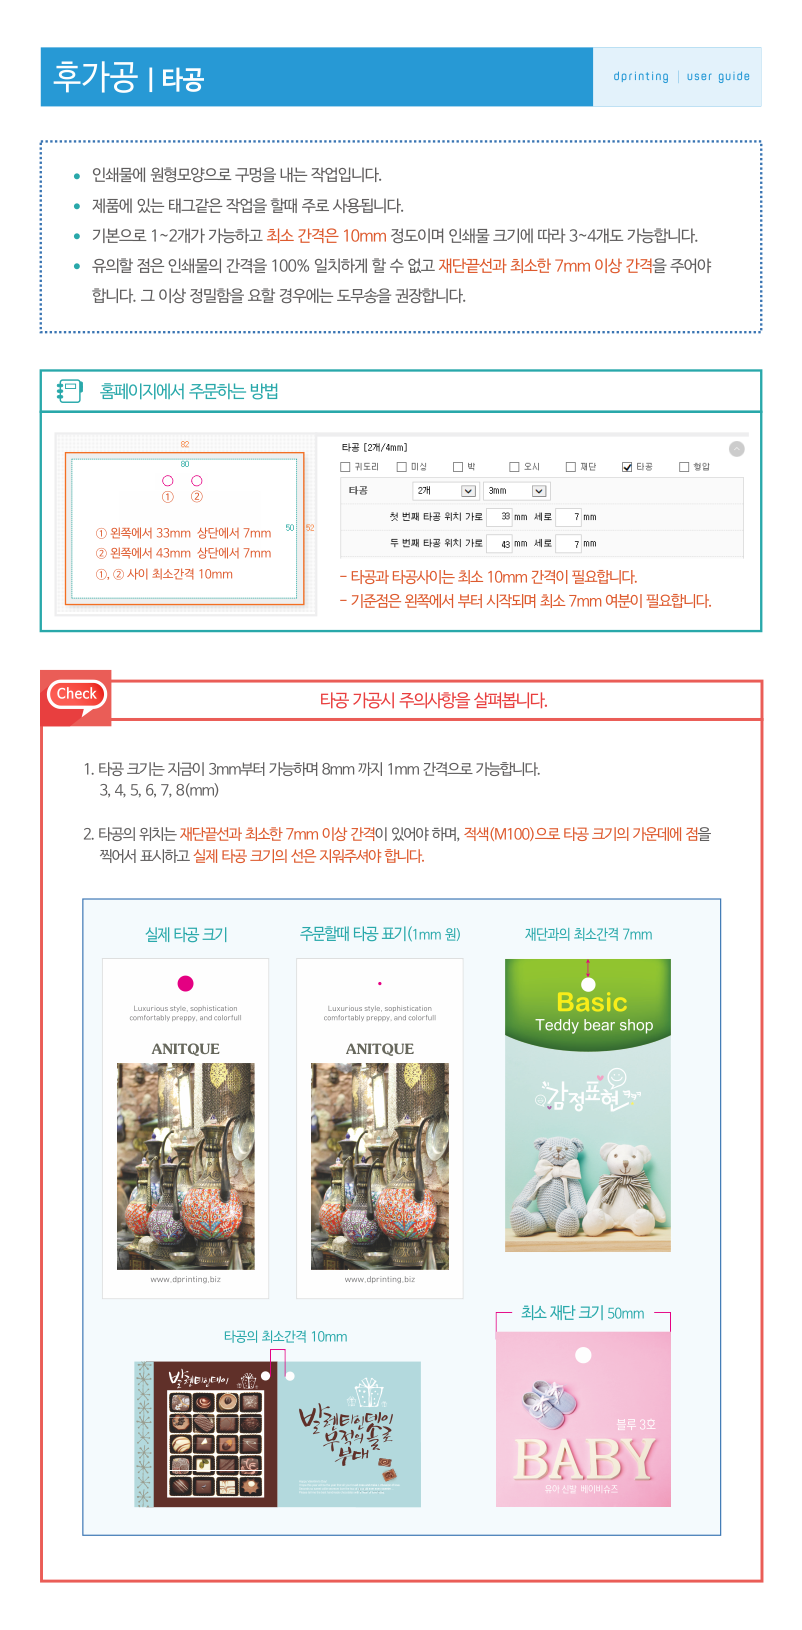 후가공 | 타공
dprinting | user guide
• 인쇄물에 원형모양으로 구멍을 내는 작업입니다.
• 제품에 있는 태그같은 작업을 할때 주로 사용됩니다.
• 기본으로 1~2개가 가능하고 최소 간격은 10mm 정도이며 인쇄물 크기에 따라 3~4개도 가능합니다.
• 유의할 점은 인쇄물의 간격을 100% 일치하게 할 수 없고 재단끝선과 최소한 7mm 이상 간격을 주어야
합니다. 그 이상 정밀함을 요할 경우에는 도무송을 권장합니다.
홈페이지에서 주문하는 방법
82
80
① ②
50 52
① 왼쪽에서 33mm 상단에서 7mm
② 왼쪽에서 43mm 상단에서 7mm
①, ② 사이 최소간격 10mm
타공 [2개/4mm]
귀도리 미싱 박 오시 재단 타공 형압
타공 2개 3mm
첫 번째 타공 위치 가로 33 mm 세로 7 mm
두 번째 타공 위치 가로 43 mm 세로 7 mm
- 타공과 타공사이는 최소 10mm 간격이 필요합니다.
- 기준점은 왼쪽에서 부터 시작되며 최소 7mm 여분이 필요합니다.
Check
타공 가공시 주의사항을 살펴봅니다.
1. 타공 크기는 지금이 3mm부터 가능하며 8mm 까지 1mm 간격으로 가능합니다.
3, 4, 5, 6, 7, 8(mm)
2. 타공의 위치는 재단끝선과 최소한 7mm 이상 간격이 있어야 하며, 적색(M100)으로 타공 크기의 가운데에 점을
찍어서 표시하고 실제 타공 크기의 선은 지워주셔야 합니다.
실제 타공 크기
Luxurious style, sophistication
comfortably preppy, and colorfull
ANITQUE
www.dprinting.biz
주문할때 타공 표기(1mm 원)
Luxurious style, sophistication
comfortably preppy, and colorfull
ANITQUE
www.dprinting.biz
재단과의 최소간격 7mm
Basic
Teddy bear shop
감정표현
타공의 최소간격 10mm
발렌티인데이
발렌티인데이
무적의 솔로
부대
최소 재단 크기 50mm
블루 3호
BABY
유아 신발 베이비슈즈